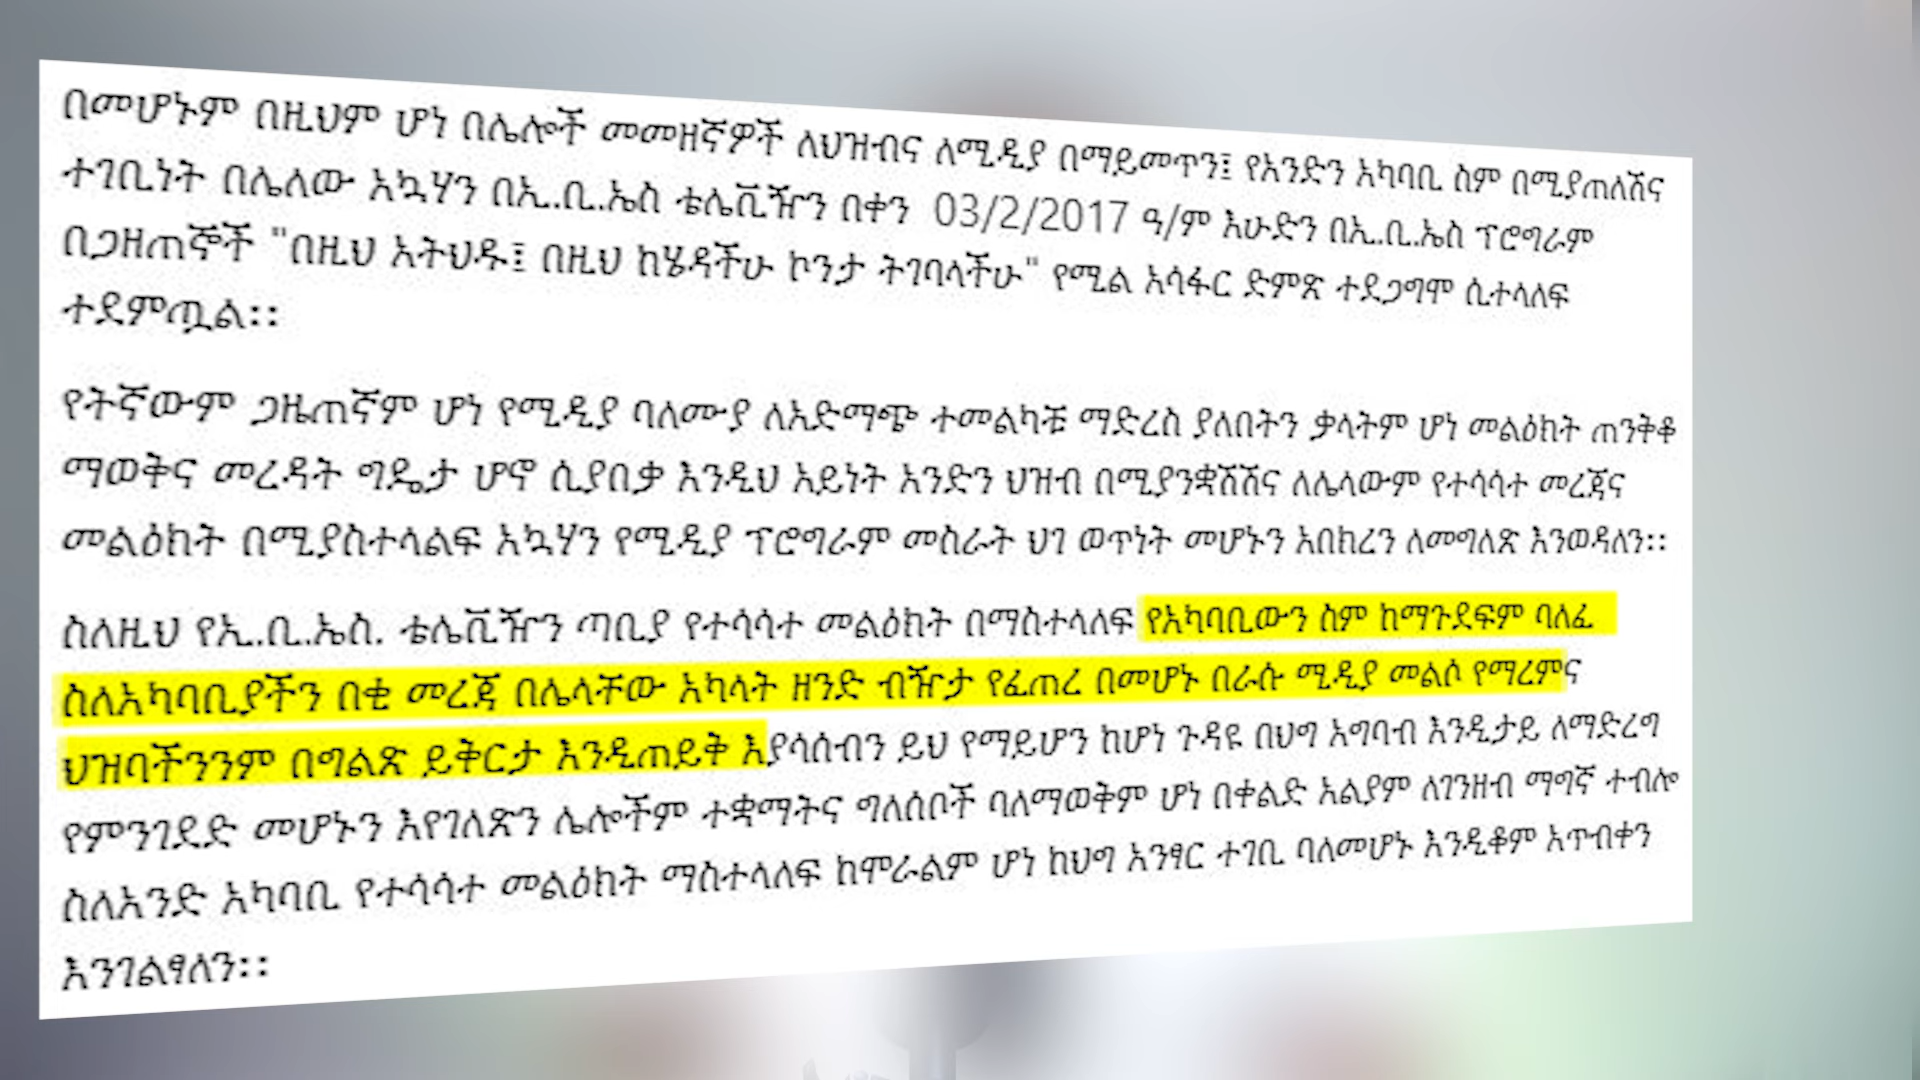 በመሆኑም በዚህም ሆነ በሌሎች መመዘኛዎች ለህዝብና ለሚዲያ በማይመጥን፤ የአንድን አካባቢ ስም በሚያጠለሽና
ተገቢነት በሌለው አኳሃን በኢ.ቢ.ኤስ ቴሌቪዥን በቀን 03/2/2017 ዓ/ም እሁድን በኢ.ቢ.ኤስ ፕሮግራም
በጋዘጠኞች "በዚህ አትህዱ፤ በዚህ ከሄዳችሁ ኮንታ ትገባላችሁ" የሚል አሳፋር ድምጽ ተደጋግሞ ሲተላለፍ
ተደምጧል፡፡
የትኛውም ጋዜጠኛም ሆነ የሚዲያ ባለሙያ ለአድማጭ ተመልካቹ ማድረስ ያለበትን ቃላትም ሆነ መልዕክት ጠንቅቆ
ማወቅና መረዳት ግዴታ ሆኖ ሲያበቃ እንዲህ አይነት አንድን ህዝብ በሚያንቋሽሽና ለሌላውም የተሳሳተ መረጃና
መልዕክት በሚያስተላልፍ አኳሃን የሚዲያ ፕሮግራም መስራት ህገ ወጥነት መሆኑን አበክረን ለመግለጽ እንወዳለን፡፡
ስለዚህ የኢ.ቢ.ኤስ. ቴሌቪዥን ጣቢያ የተሳሳተ መልዕክት በማስተላለፍ የአካባቢውን ስም ከማጉደፍም ባለፈ
ስለአካባቢያችን በቂ መረጃ በሌላቸው አካላት ዘንድ ብዥታ የፈጠረ በመሆኑ በራሱ ሚዲያ መልሶ የማረምና
ህዝባችንንም በግልጽ ይቅርታ እንዲጠይቅ እያሳሰብን ይህ የማይሆን ከሆነ ጉዳዩ በህግ አግባብ እንዲታይ ለማድረግ
የምንገደድ መሆኑን እየገለጽን ሌሎችም ተቋማትና ግለሰቦች ባለማወቅም ሆነ በቀልድ አልያም ለገንዘብ ማግኛ ተብሎ
ስለአንድ አካባቢ የተሳሳተ መልዕክት ማስተላለፍ ከሞራልም ሆነ ከህግ አንፃር ተገቢ ባለመሆኑ እንዲቆም አጥብቀን
እንገልፃለን፡፡